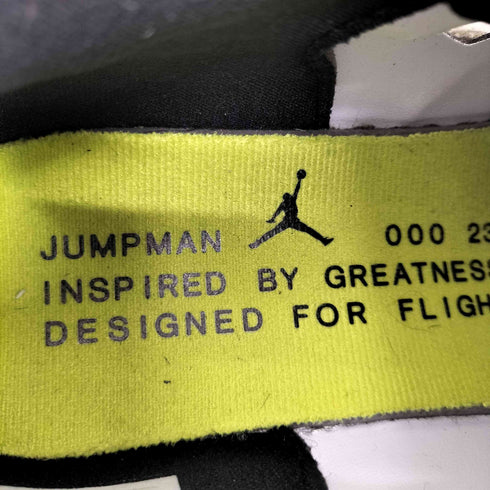 JUMPMAN 000 23
INSPIRED BY GREATNESS
DESIGNED FOR FLIGH